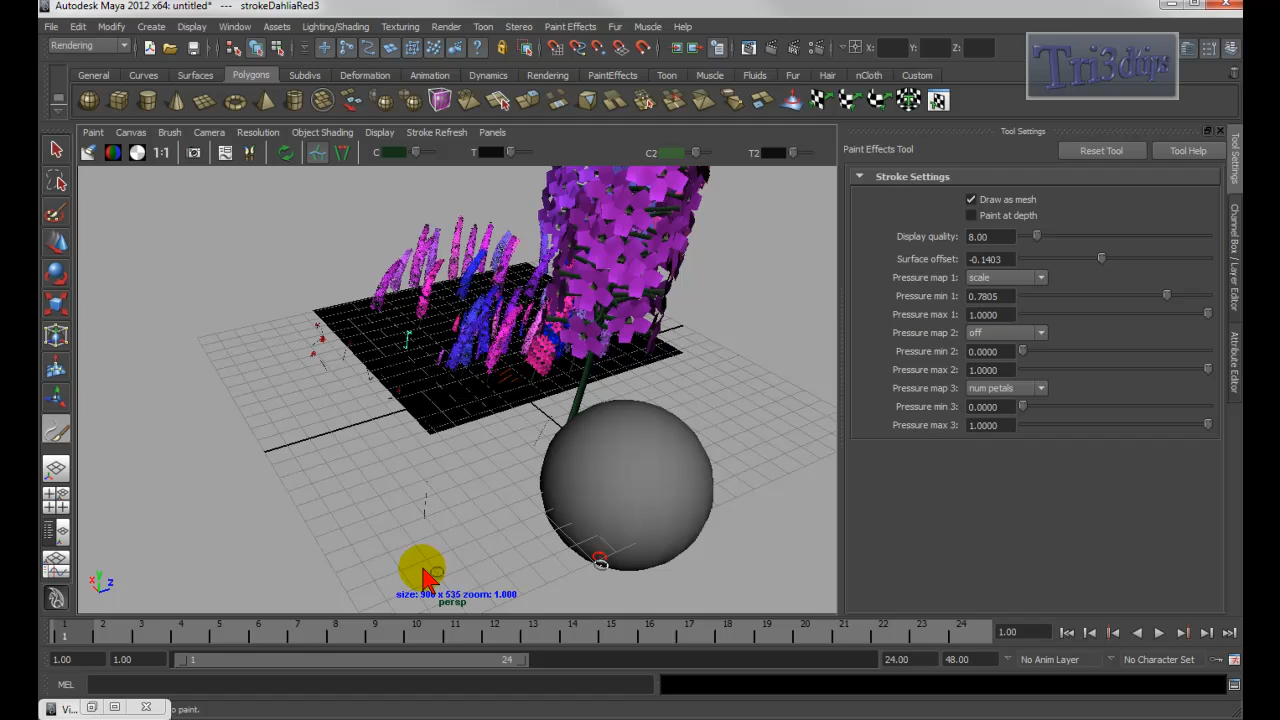 Autodesk Maya 2012 x64: untitled* --- strokeDahliaRed3
File Edit Modify Create Display Window Assets Lighting/Shading Texturing Render Toon Stereo Paint Effects Fur Muscle Help
Rendering X: Y: Z:
Tri3dtips
General Curves Surfaces Polygons Subdivs Deformation Animation Dynamics Rendering PaintEffects Toon Muscle Fluids Fur Hair nCloth Custom
Paint Canvas Brush Camera Resolution Object Shading Display Stroke Refresh Panels
1:1 C T C2 T2
Tool Settings
Paint Effects Tool Reset Tool Tool Help
Stroke Settings
Draw as mesh
Paint at depth
Display quality: 8.00
Surface offset: -0.1403
Pressure map 1: scale
Pressure min 1: 0.7805
Pressure max 1: 1.0000
Pressure map 2: off
Pressure min 2: 0.0000
Pressure max 2: 1.0000
Pressure map 3: num petals
Pressure min 3: 0.0000
Pressure max 3: 1.0000
Tool Settings
Channel Box / Layer Editor
Attribute Editor
x y z
size: 900 x 535 zoom: 1.000
persp
1 2 3 4 5 6 7 8 9 10 11 12 13 14 15 16 17 18 19 20 21 22 23 24
1 1.00
1.00 1.00 1 24 24.00 48.00 No Anim Layer No Character Set
MEL
Vi... o paint.